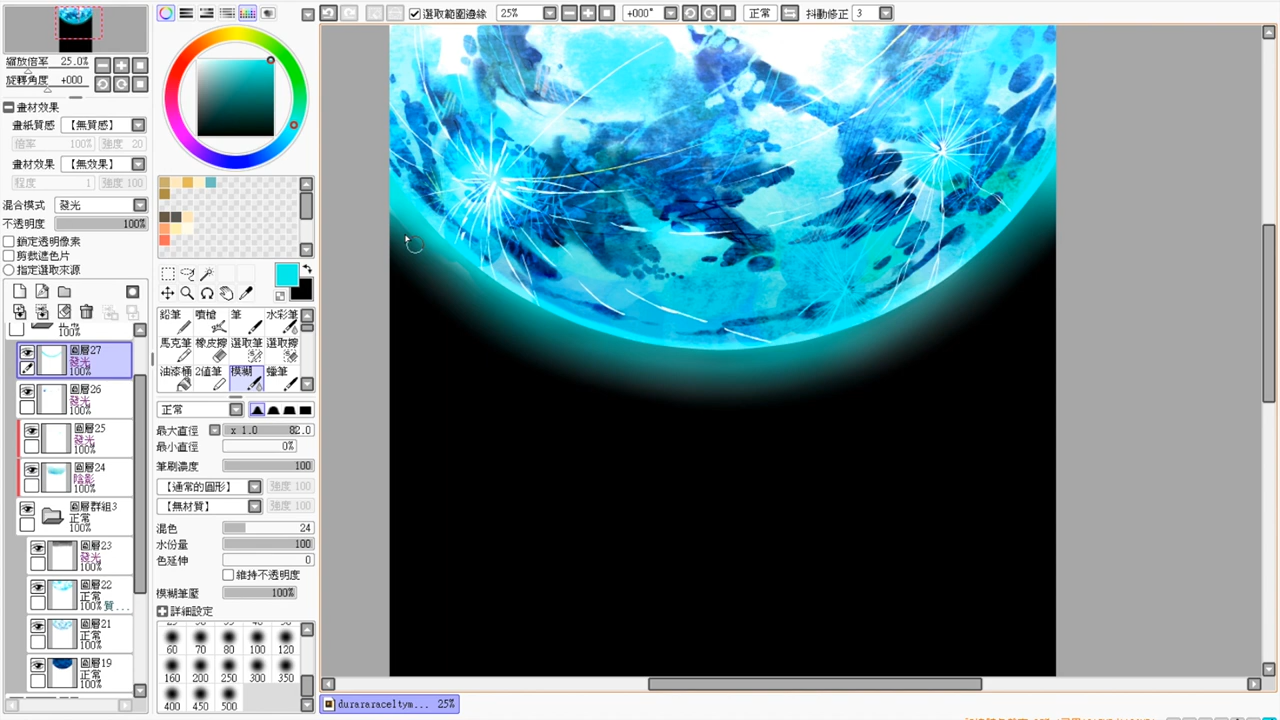 選取範圍邊緣 25% +000° 正常 抖動修正 3
縮放倍率 25.0%
旋轉角度 +000
畫材效果
畫紙質感 【無質感】
倍率 100% 強度 20
畫材效果 【無效果】
程度 1 強度 100
混合模式 發光
不透明度 100%
鎖定透明像素
剪裁遮色片
指定選取來源
100%
圖層27
發光
100%
圖層26
發光
100%
圖層25
發光
100%
圖層24
陰影
100%
圖層群組3
正常
100%
圖層23
發光
100%
圖層22
正常
100% 質...
圖層21
正常
100%
圖層19
正常
100%
鉛筆 噴槍 筆 水彩筆
馬克筆 橡皮擦 選取筆 選取擦
油漆桶 2值筆 模糊 蠟筆
正常
最大直徑 x 1.0 82.0
最小直徑 0%
筆刷濃度 100
【通常的圓形】 強度 100
【無材質】 強度 100
混色 24
水份量 100
色延伸 0
維持不透明度
模糊筆壓 100%
詳細設定
60 70 80 100 120
160 200 250 300 350
400 450 500
durararaceltym... 25%